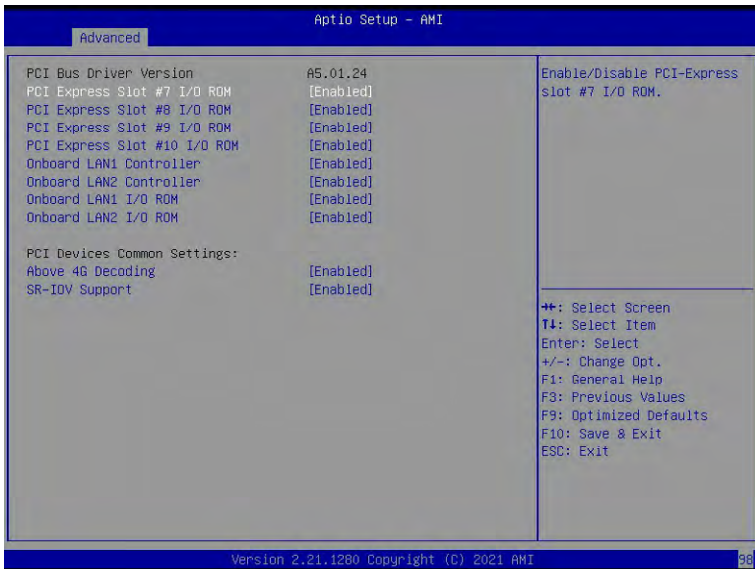 Aptio Setup - AMI
Advanced
PCI Bus Driver Version A5.01.24
PCI Express Slot #7 I/O ROM [Enabled]
PCI Express Slot #8 I/O ROM [Enabled]
PCI Express Slot #9 I/O ROM [Enabled]
PCI Express Slot #10 I/O ROM [Enabled]
Onboard LAN1 Controller [Enabled]
Onboard LAN2 Controller [Enabled]
Onboard LAN1 I/O ROM [Enabled]
Onboard LAN2 I/O ROM [Enabled]
PCI Devices Common Settings:
Above 4G Decoding [Enabled]
SR-IOV Support [Enabled]
Enable/Disable PCI-Express
slot #7 I/O ROM.
→←: Select Screen
↑↓: Select Item
Enter: Select
+/-: Change Opt.
F1: General Help
F3: Previous Values
F9: Optimized Defaults
F10: Save & Exit
ESC: Exit
Version 2.21.1280 Copyright (C) 2021 AMI
98